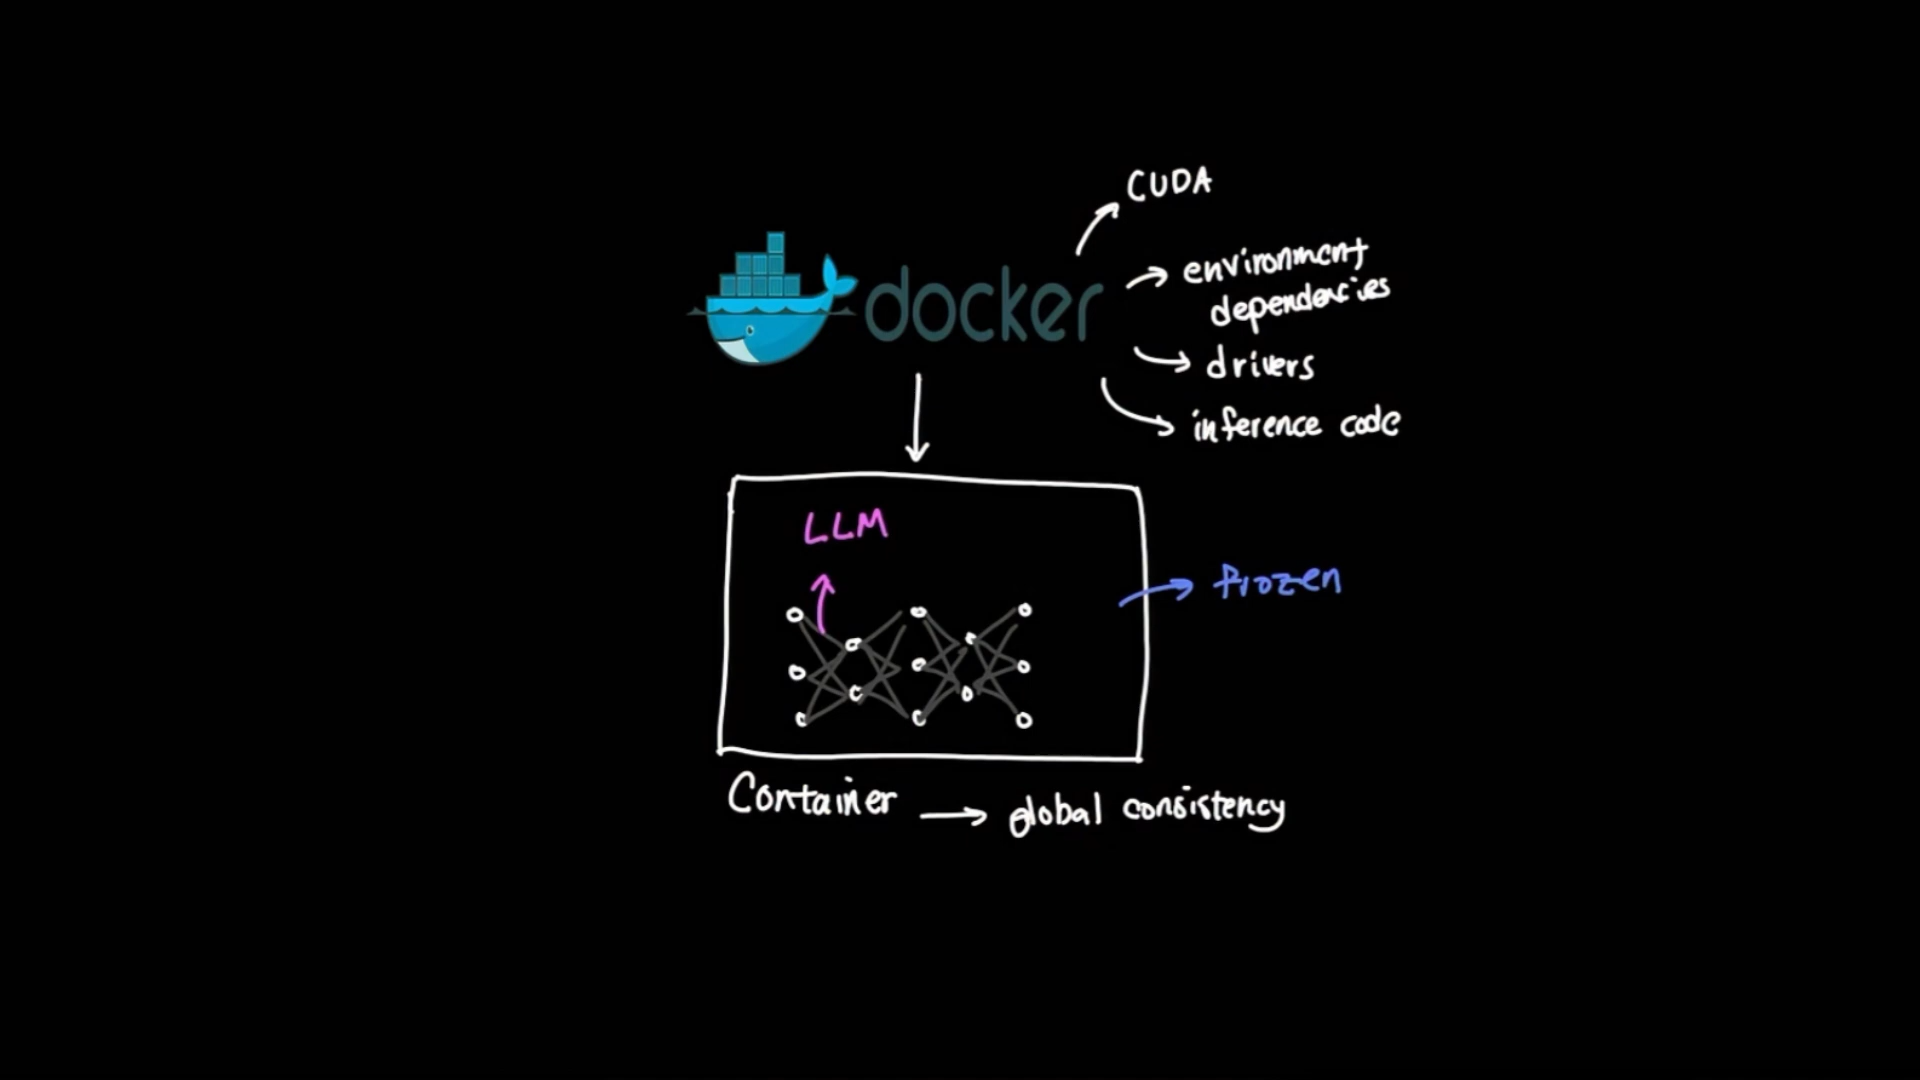 CUDA
docker
environment
dependencies
drivers
inference code
LLM
frozen
Container
global consistency